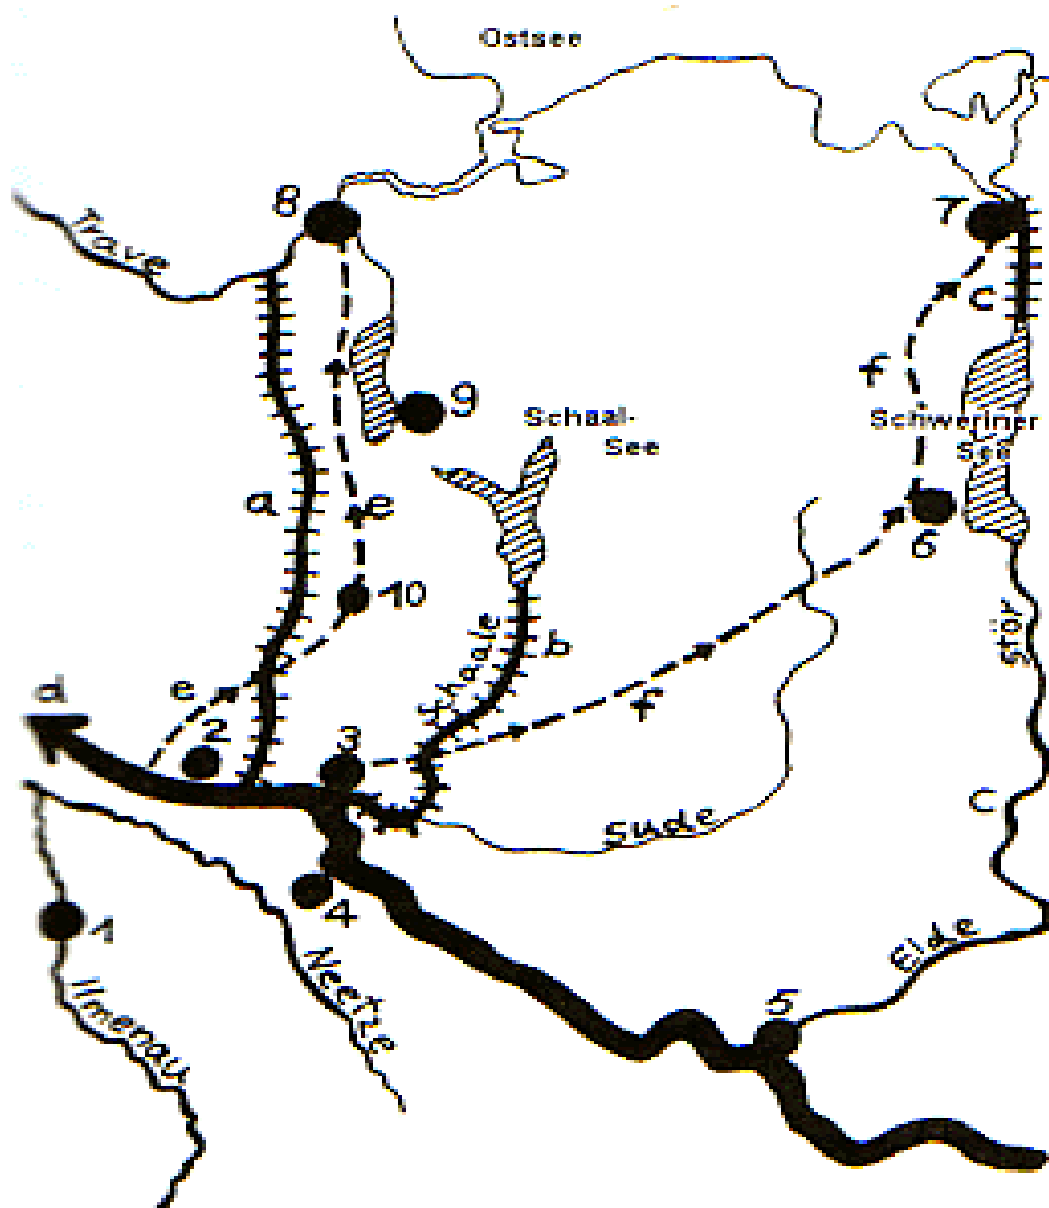 Ostsee
8
Trave
7
c
f
9
Schaal-
See
Schweriner
See
a
e
6
10
Schaale
b
Stör
d
e
2
3
f
Sude
c
4
1
Neetze
Elde
Ilmenau
5